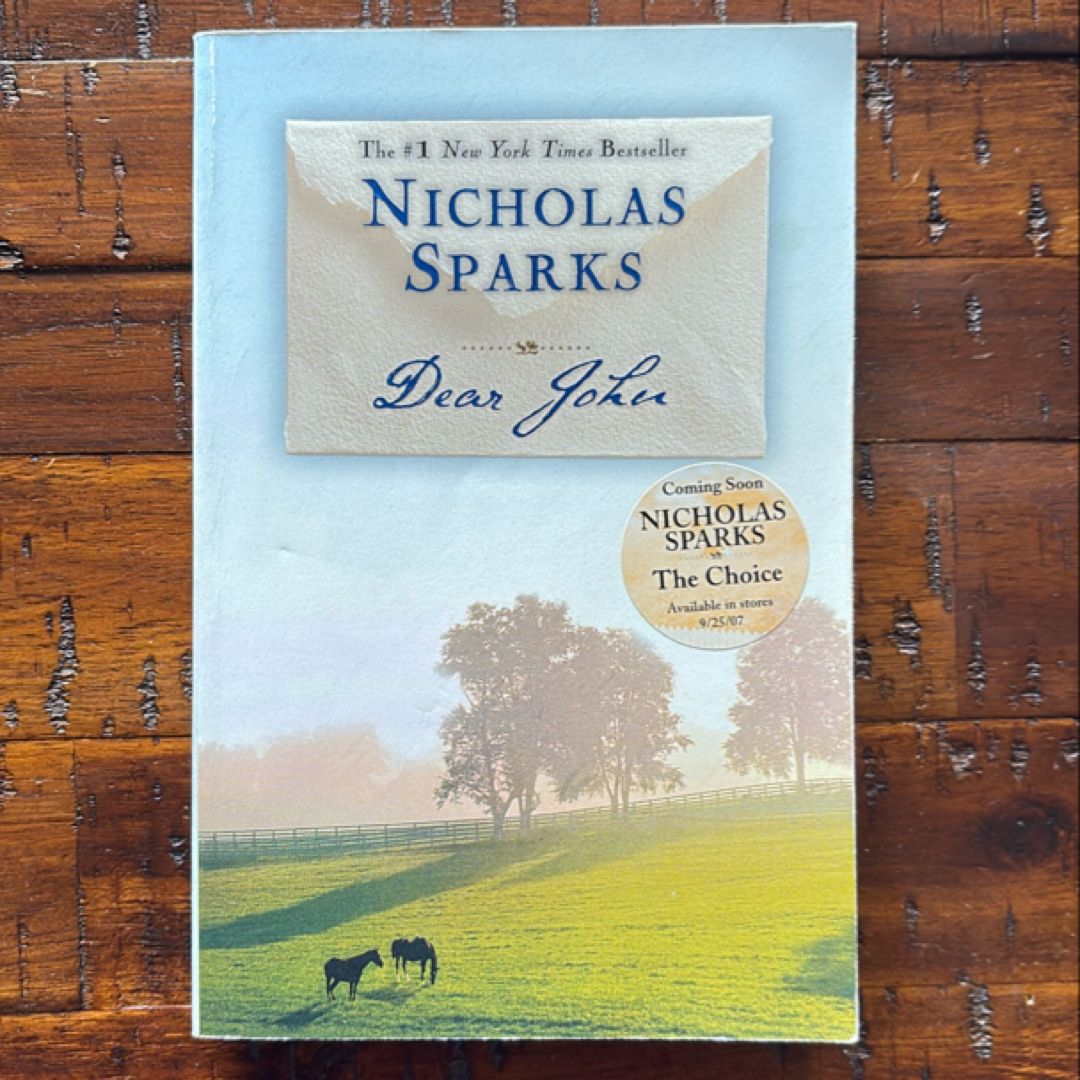 The #1 New York Times Bestseller
NICHOLAS
SPARKS
Dear John
Coming Soon
NICHOLAS
SPARKS
The Choice
Available in stores
9/25/07